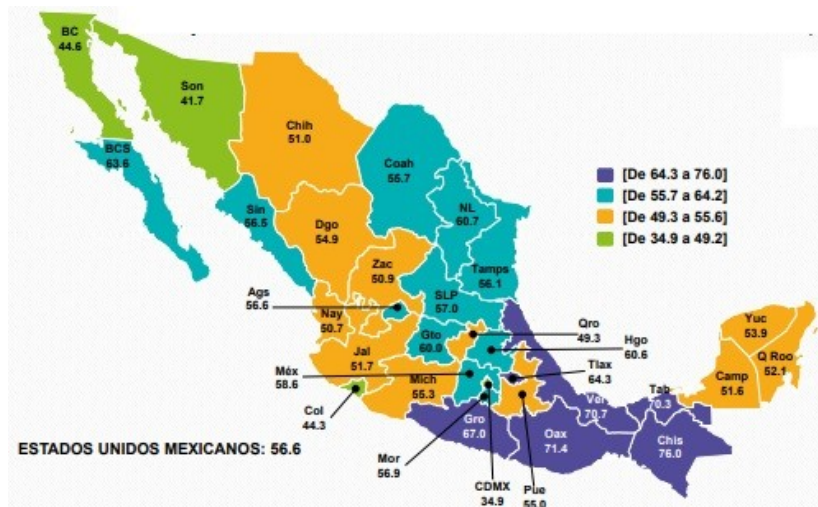 BC
44.6
Son
41.7
Chih
51.0
BCS
63.6
Coah
55.7
[De 64.3 a 76.0]
[De 55.7 a 64.2]
[De 49.3 a 55.6]
[De 34.9 a 49.2]
NL
60.7
Sin
56.5
Dgo
54.9
Zac
50.9
Tamps
56.1
Ags
56.6
SLP
57.0
Nay
50.7
Qro
49.3
Yuc
53.9
Gto
60.0
Hgo
60.6
Jal
51.7
Q Roo
52.1
Méx
58.6
Mich
55.3
Tlax
64.3
Camp
51.6
Ver
70.7
Tab
70.3
Col
44.3
Gro
67.0
Oax
71.4
Chis
76.0
ESTADOS UNIDOS MEXICANOS: 56.6
Mor
56.9
CDMX
34.9
Pue
55.0